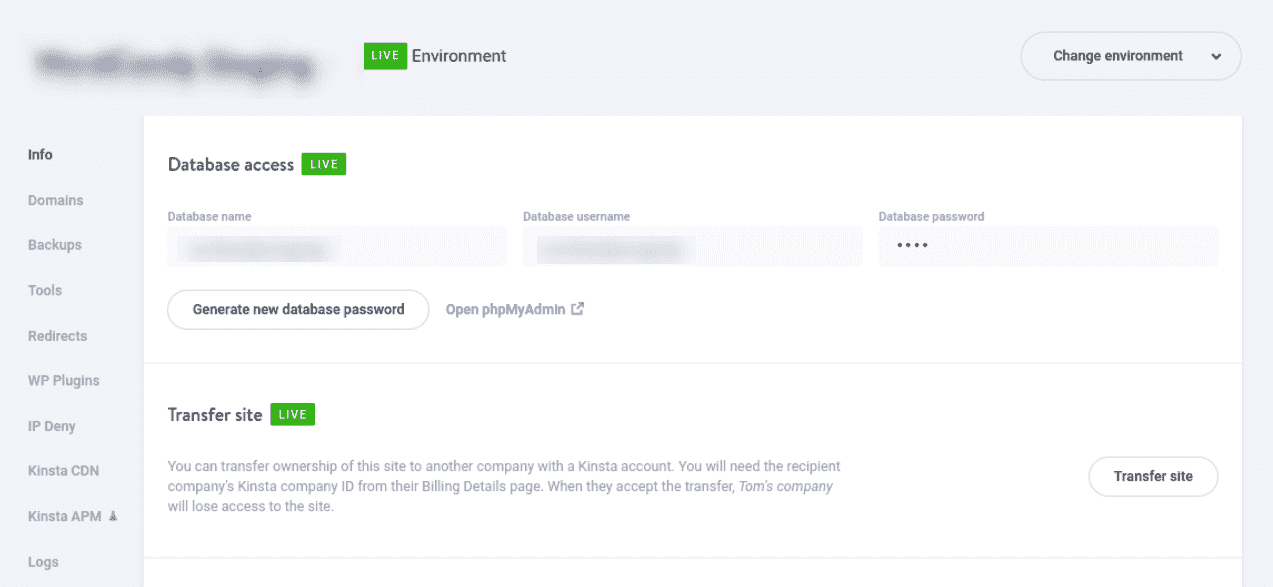 LIVE Environment
Change environment
Info
Domains
Backups
Tools
Redirects
WP Plugins
IP Deny
Kinsta CDN
Kinsta APM
Logs
Database access LIVE
Database name
Database username
Database password
••••
Generate new database password
Open phpMyAdmin
Transfer site LIVE
You can transfer ownership of this site to another company with a Kinsta account. You will need the recipient
company's Kinsta company ID from their Billing Details page. When they accept the transfer, Tom's company
will lose access to the site.
Transfer site